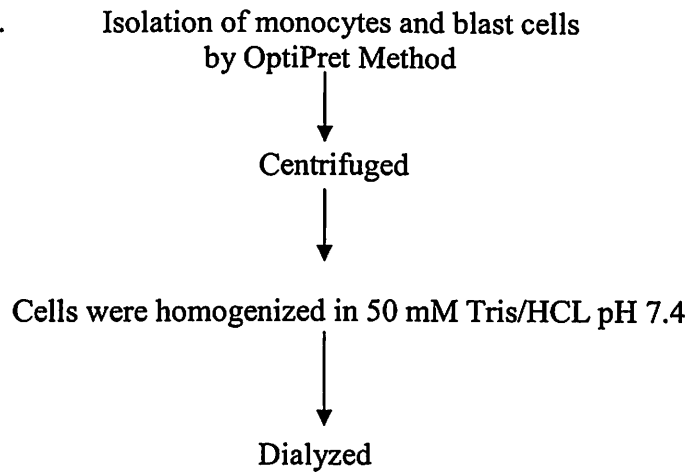 . Isolation of monocytes and blast cells
by OptiPret Method
Centrifuged
Cells were homogenized in 50 mM Tris/HCL pH 7.4
Dialyzed